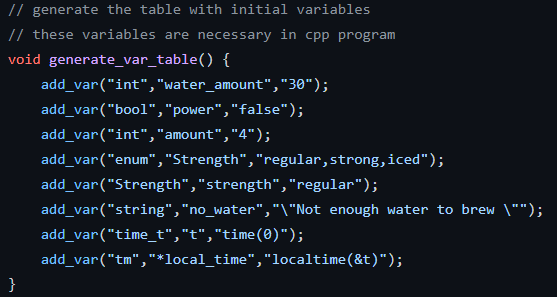 // generate the table with initial variables
// these variables are necessary in cpp program
void generate_var_table() {
    add_var("int","water_amount","30");
    add_var("bool","power","false");
    add_var("int","amount","4");
    add_var("enum","Strength","regular,strong,iced");
    add_var("Strength","strength","regular");
    add_var("string","no_water","\"Not enough water to brew \"");
    add_var("time_t","t","time(0)");
    add_var("tm","*local_time","localtime(&t)");
}